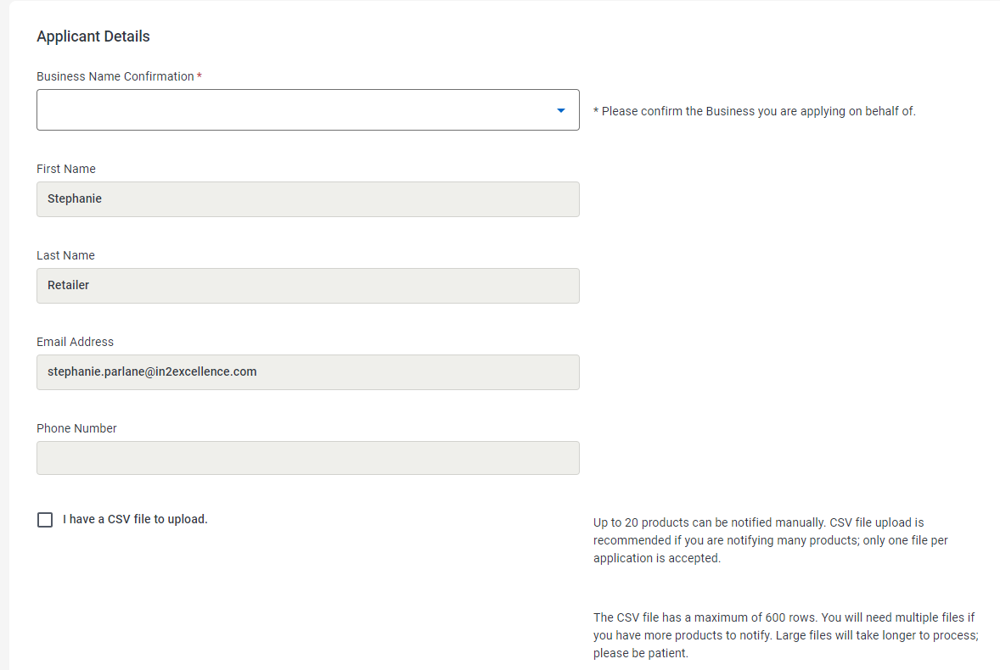 Applicant Details
Business Name Confirmation *
* Please confirm the Business you are applying on behalf of.
First Name
Stephanie
Last Name
Retailer
Email Address
stephanie.parlane@in2excellence.com
Phone Number
I have a CSV file to upload.
Up to 20 products can be notified manually. CSV file upload is
recommended if you are notifying many products; only one file per
application is accepted.
The CSV file has a maximum of 600 rows. You will need multiple files if
you have more products to notify. Large files will take longer to process;
please be patient.